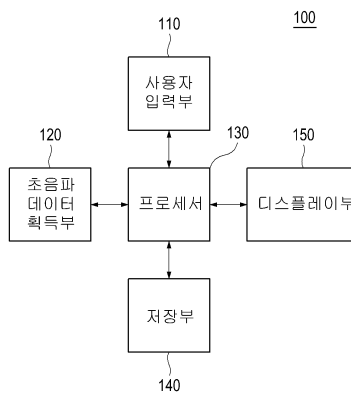 100
110
사용자
입력부
120
초음파
데이터
획득부
130
프로세서
150
디스플레이부
저장부
140